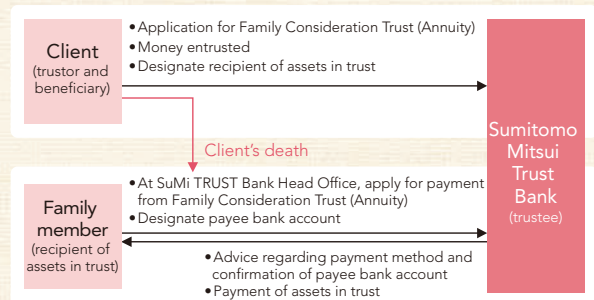 Client
(trustor and
beneficiary)
•Application for Family Consideration Trust (Annuity)
•Money entrusted
•Designate recipient of assets in trust
Sumitomo
Mitsui
Trust
Bank
(trustee)
Client's death
Family
member
(recipient of
assets in trust)
•At SuMi TRUST Bank Head Office, apply for payment
from Family Consideration Trust (Annuity)
•Designate payee bank account
•Advice regarding payment method and
confirmation of payee bank account
•Payment of assets in trust